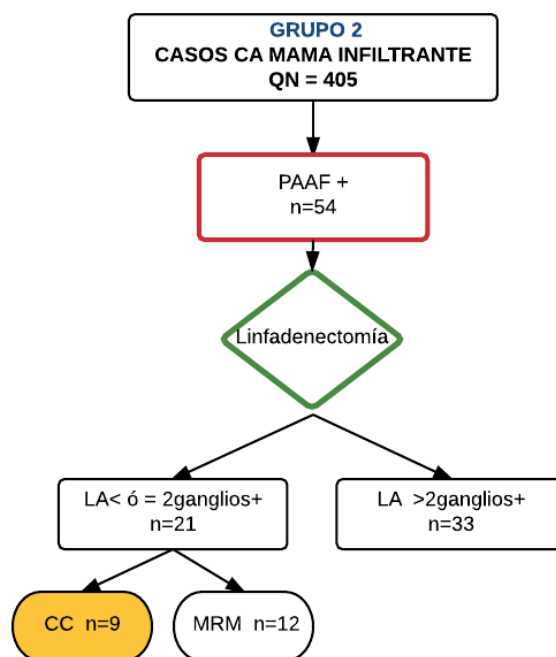 GRUPO 2
CASOS CA MAMA INFILTRANTE
QN = 405
PAAF +
n=54
Linfadenectomía
LA< ó = 2ganglios+
n=21
LA >2ganglios+
n=33
CC n=9
MRM n=12